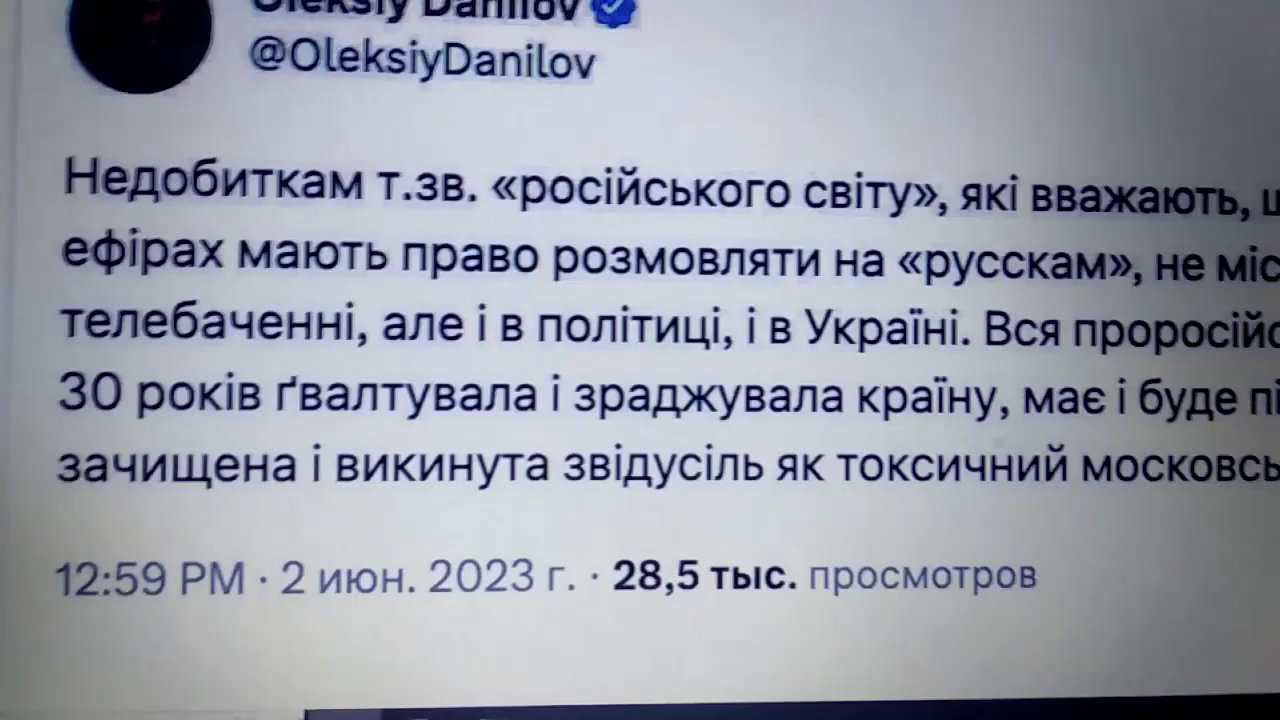 Oleksiy Danilov
@OleksiyDanilov
Недобиткам т.зв. «російського світу», які вважають,
ефірах мають право розмовляти на «русскам», не
телебаченні, але і в політиці, і в Україні. Вся
30 років ґвалтувала і зраджувала країну, має і буде
зачищена і викинута звідусіль як токсичний
12:59 PM · 2 июн. 2023 г. · 28,5 тыс. просмотров